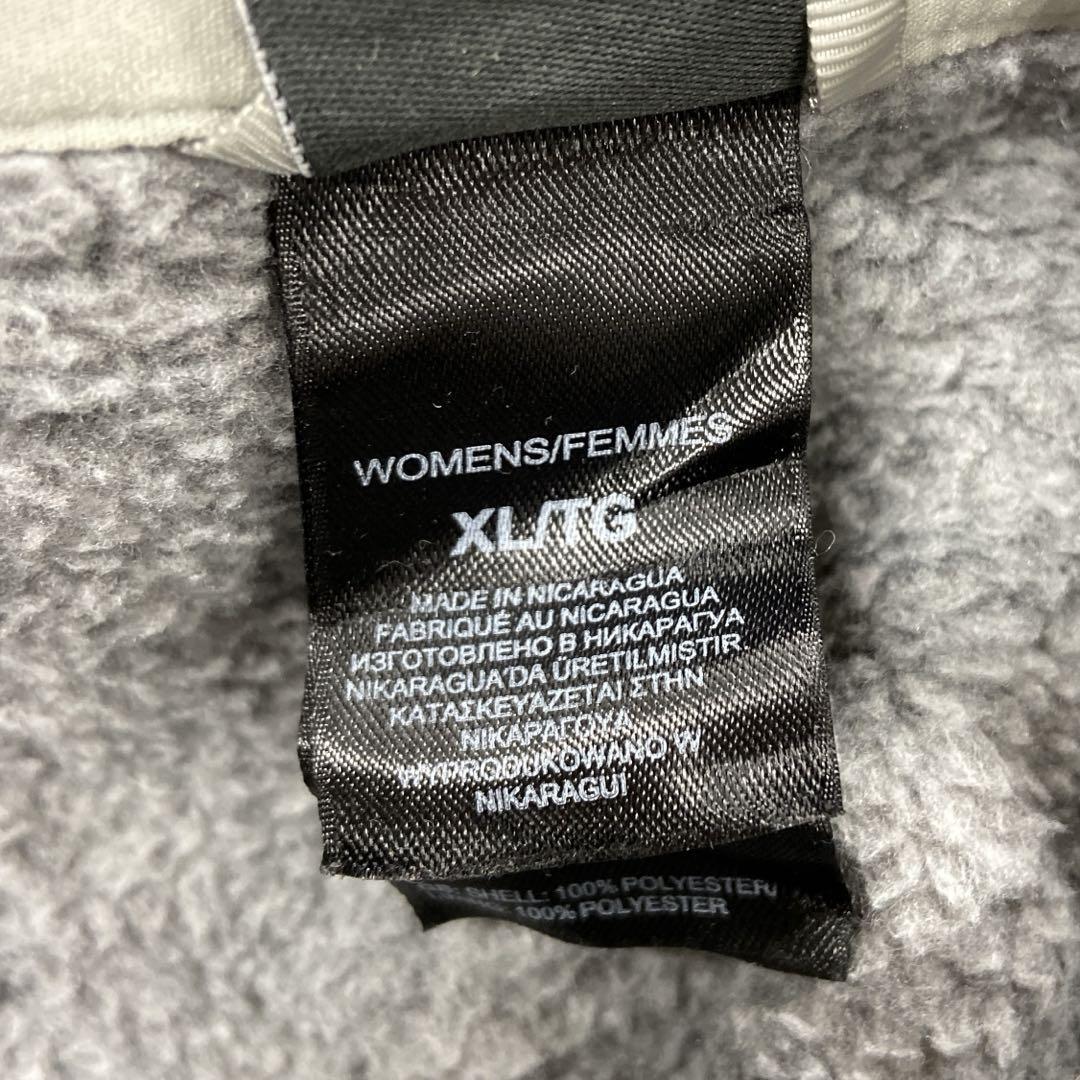 WOMENS/FEMMES
XL/TG
MADE IN NICARAGUA
FABRIQUÉ AU NICARAGUA
ИЗГОТОВЛЕНО В НИКАРАГУА
NIKARAGUA'DA ÜRETILMISTIR
ΚΑΤΑΣΚΕΥΑΖΕΤΑΙ ΣΤΗΝ
ΝΙΚΑΡΑΓΟΥΑ
WYPRODUKOWANO W
NIKARAGUI
SHELL: 100% POLYESTER/
100% POLYESTER